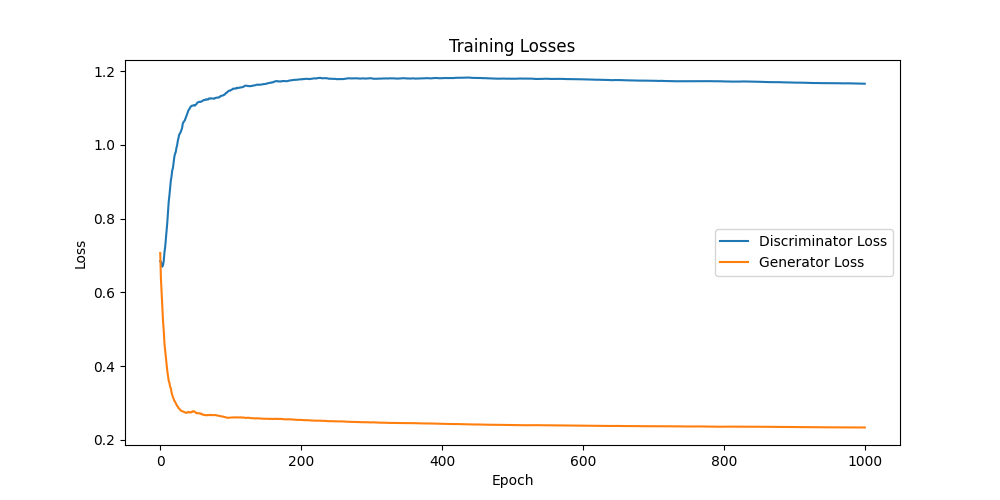 Training Losses
1.2
1.0
0.8
0.6
0.4
0.2
Loss
Discriminator Loss
Generator Loss
0 200 400 600 800 1000
Epoch